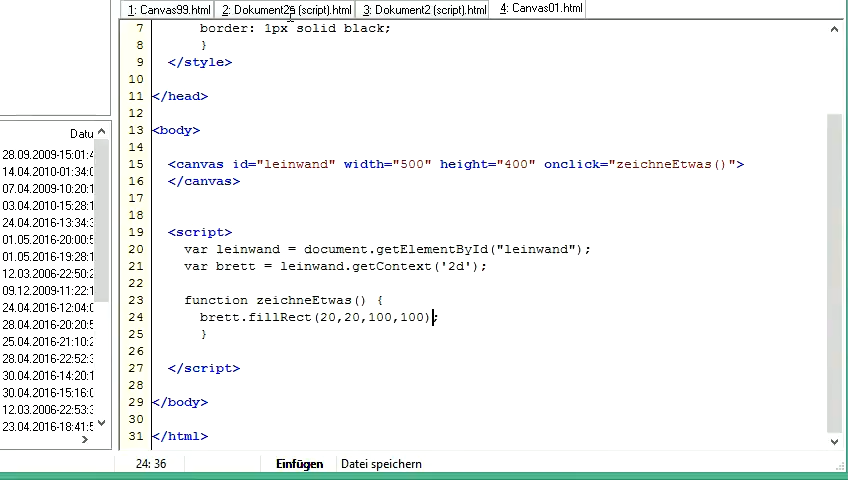 1: Canvas99.html 2: Dokument2a (script).html 3: Dokument2 (script).html 4: Canvas01.html
7 border: 1px solid black;
8 }
9 </style>
10
11 </head>
12
13 <body>
14
15 <canvas id="leinwand" width="500" height="400" onclick="zeichneEtwas()">
16 </canvas>
17
18
19 <script>
20 var leinwand = document.getElementById("leinwand");
21 var brett = leinwand.getContext('2d');
22
23 function zeichneEtwas() {
24 brett.fillRect(20,20,100,100);
25 }
26
27 </script>
28
29 </body>
30
31 </html>
Datu
28.09.2009-15:01:4
14.04.2010-01:34:0
07.04.2009-10:20:1
03.04.2010-15:28:1
24.04.2016-13:34:3
01.05.2016-20:00:5
01.05.2016-19:28:1
12.03.2006-22:50:2
09.12.2009-11:22:1
24.04.2016-12:04:0
28.04.2016-20:20:5
25.04.2016-21:10:2
28.04.2016-22:52:3
30.04.2016-14:20:1
30.04.2016-15:16:0
12.03.2006-22:53:3
23.04.2016-18:41:5
24: 36 Einfügen Datei speichern